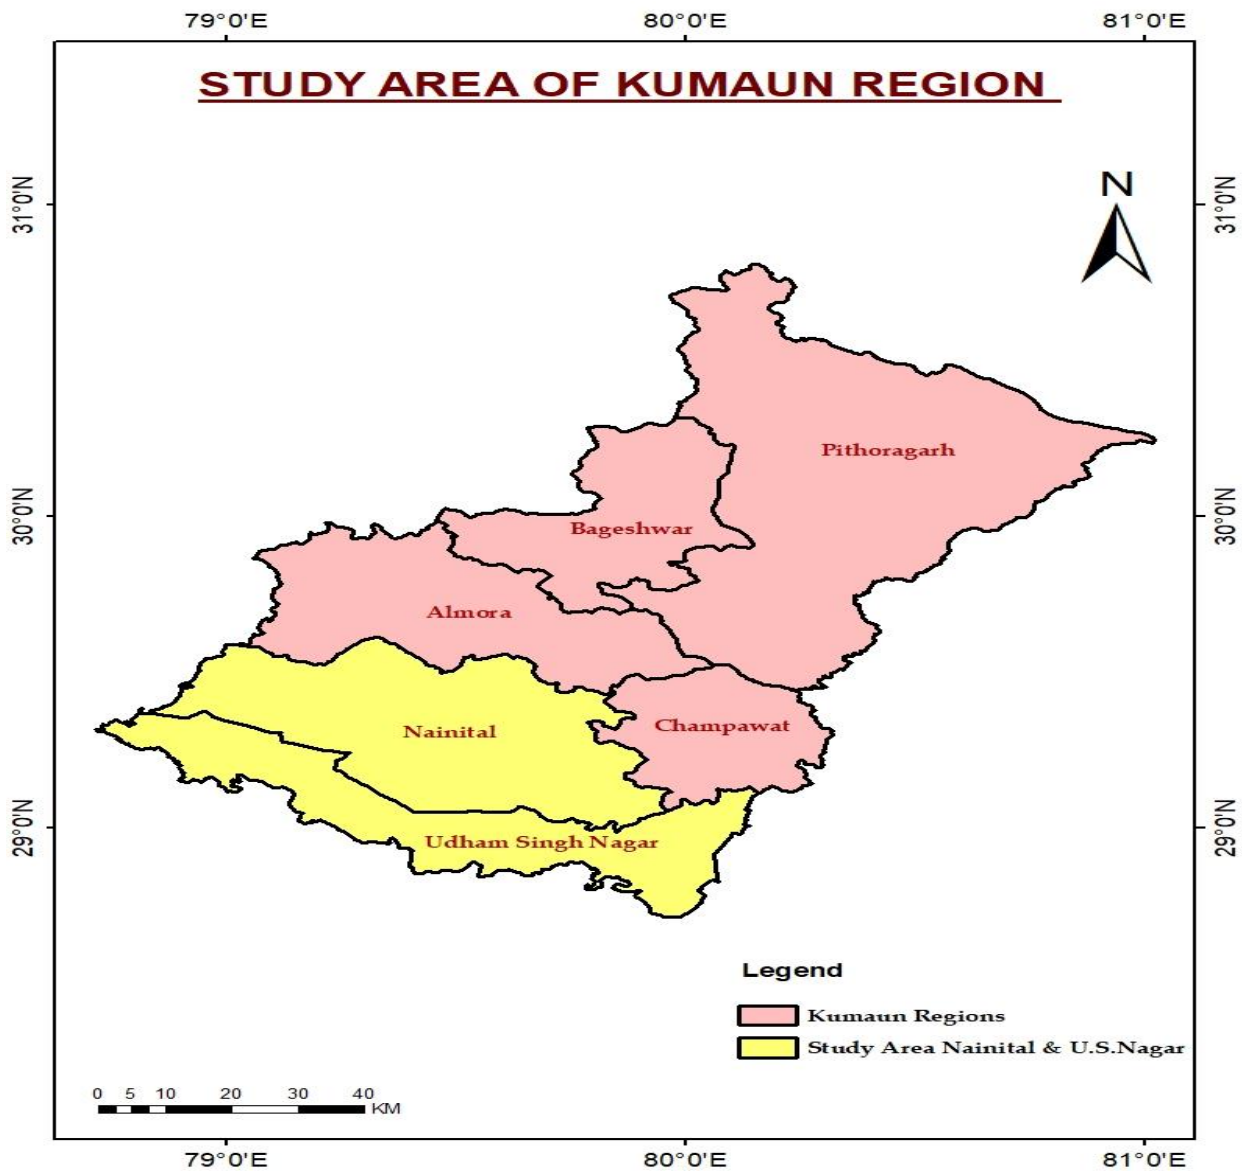 79°0'E 80°0'E 81°0'E
STUDY AREA OF KUMAUN REGION
N
31°0'N 31°0'N
Pithoragarh
30°0'N 30°0'N
Bageshwar
Almora
Nainital
Champawat
29°0'N 29°0'N
Udham Singh Nagar
Legend
Kumaun Regions
Study Area Nainital & U.S.Nagar
0 5 10 20 30 40
KM
79°0'E 80°0'E 81°0'E